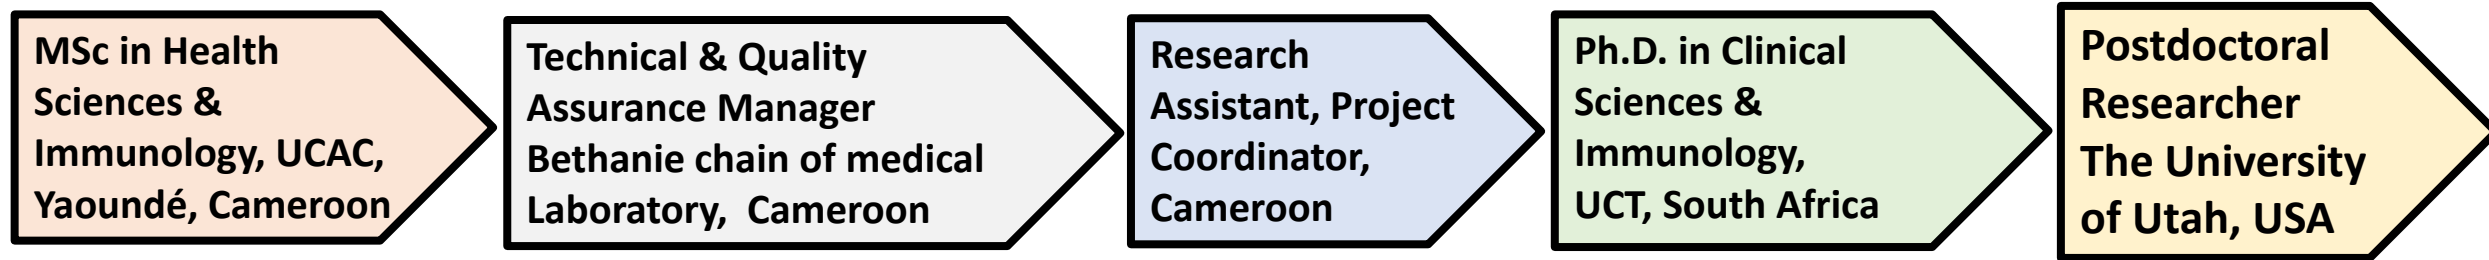 MSc in Health
Sciences &
Immunology, UCAC,
Yaoundé, Cameroon
Technical & Quality
Assurance Manager
Bethanie chain of medical
Laboratory, Cameroon
Research
Assistant, Project
Coordinator,
Cameroon
Ph.D. in Clinical
Sciences &
Immunology,
UCT, South Africa
Postdoctoral
Researcher
The University
of Utah, USA